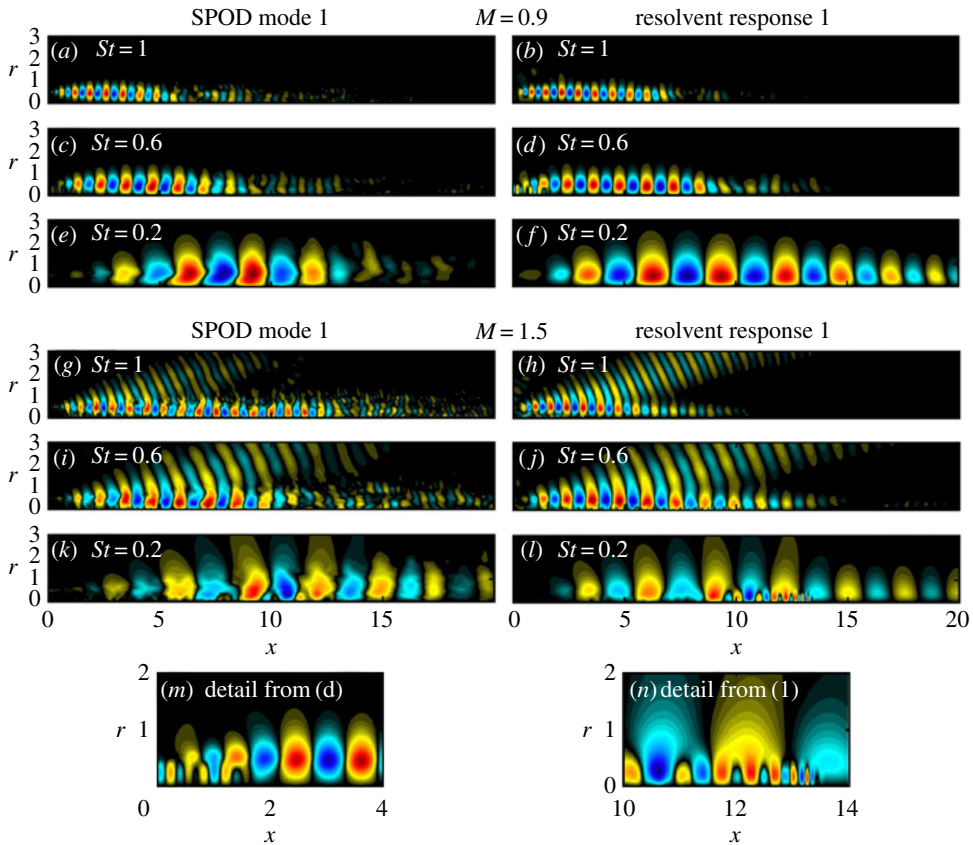 SPOD mode 1 M = 0.9 resolvent response 1
3 (a) St = 1 (b) St = 1
2
r 1
0
3 (c) St = 0.6 (d) St = 0.6
2
r 1
0
3 (e) St = 0.2 (f) St = 0.2
2
r 1
0
SPOD mode 1 M = 1.5 resolvent response 1
3 (g) St = 1 (h) St = 1
2
r 1
0
3 (i) St = 0.6 (j) St = 0.6
2
r 1
0
3 (k) St = 0.2 (l) St = 0.2
2
r 1
0
0 5 10 15 0 5 10 15 20
x x
2 (m) detail from (d) 2 (n) detail from (1)
r 1 r 1
0
0 2 4 10 12 14
x x